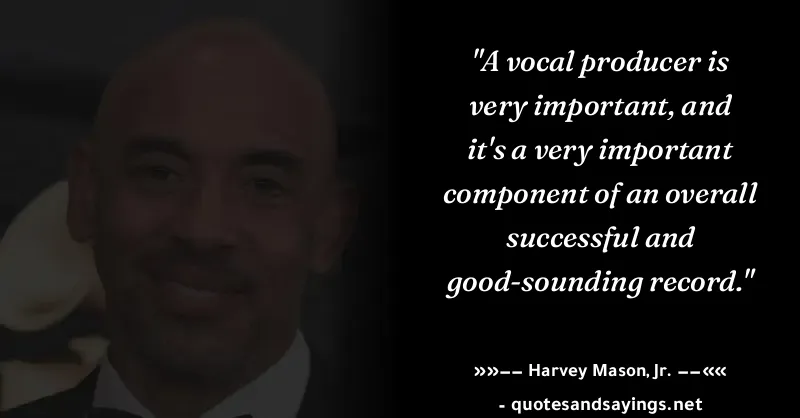 "A vocal producer is
very important, and
it's a very important
component of an overall
successful and
good-sounding record."
»»−− Harvey Mason, Jr. −−««
- quotesandsayings.net